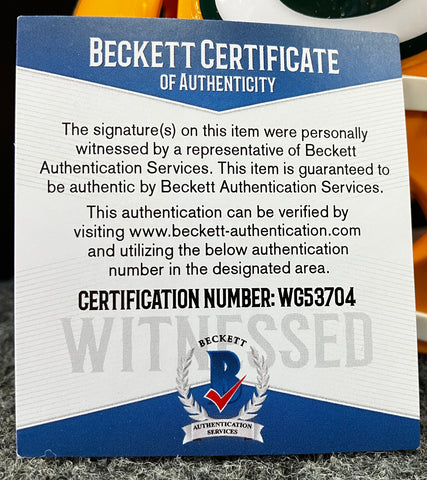 BECKETT CERTIFICATE
OF AUTHENTICITY
The signature(s) on this item were personally
witnessed by a representative of Beckett
Authentication Services. This item is guaranteed to
be authentic by Beckett Authentication Services.
This authentication can be verified by
visiting www.beckett-authentication.com
and utilizing the below authentication
number in the designated area.
CERTIFICATION NUMBER: WG53704
WITNESSED
BECKETT
B
AUTHENTICATION
SERVICES